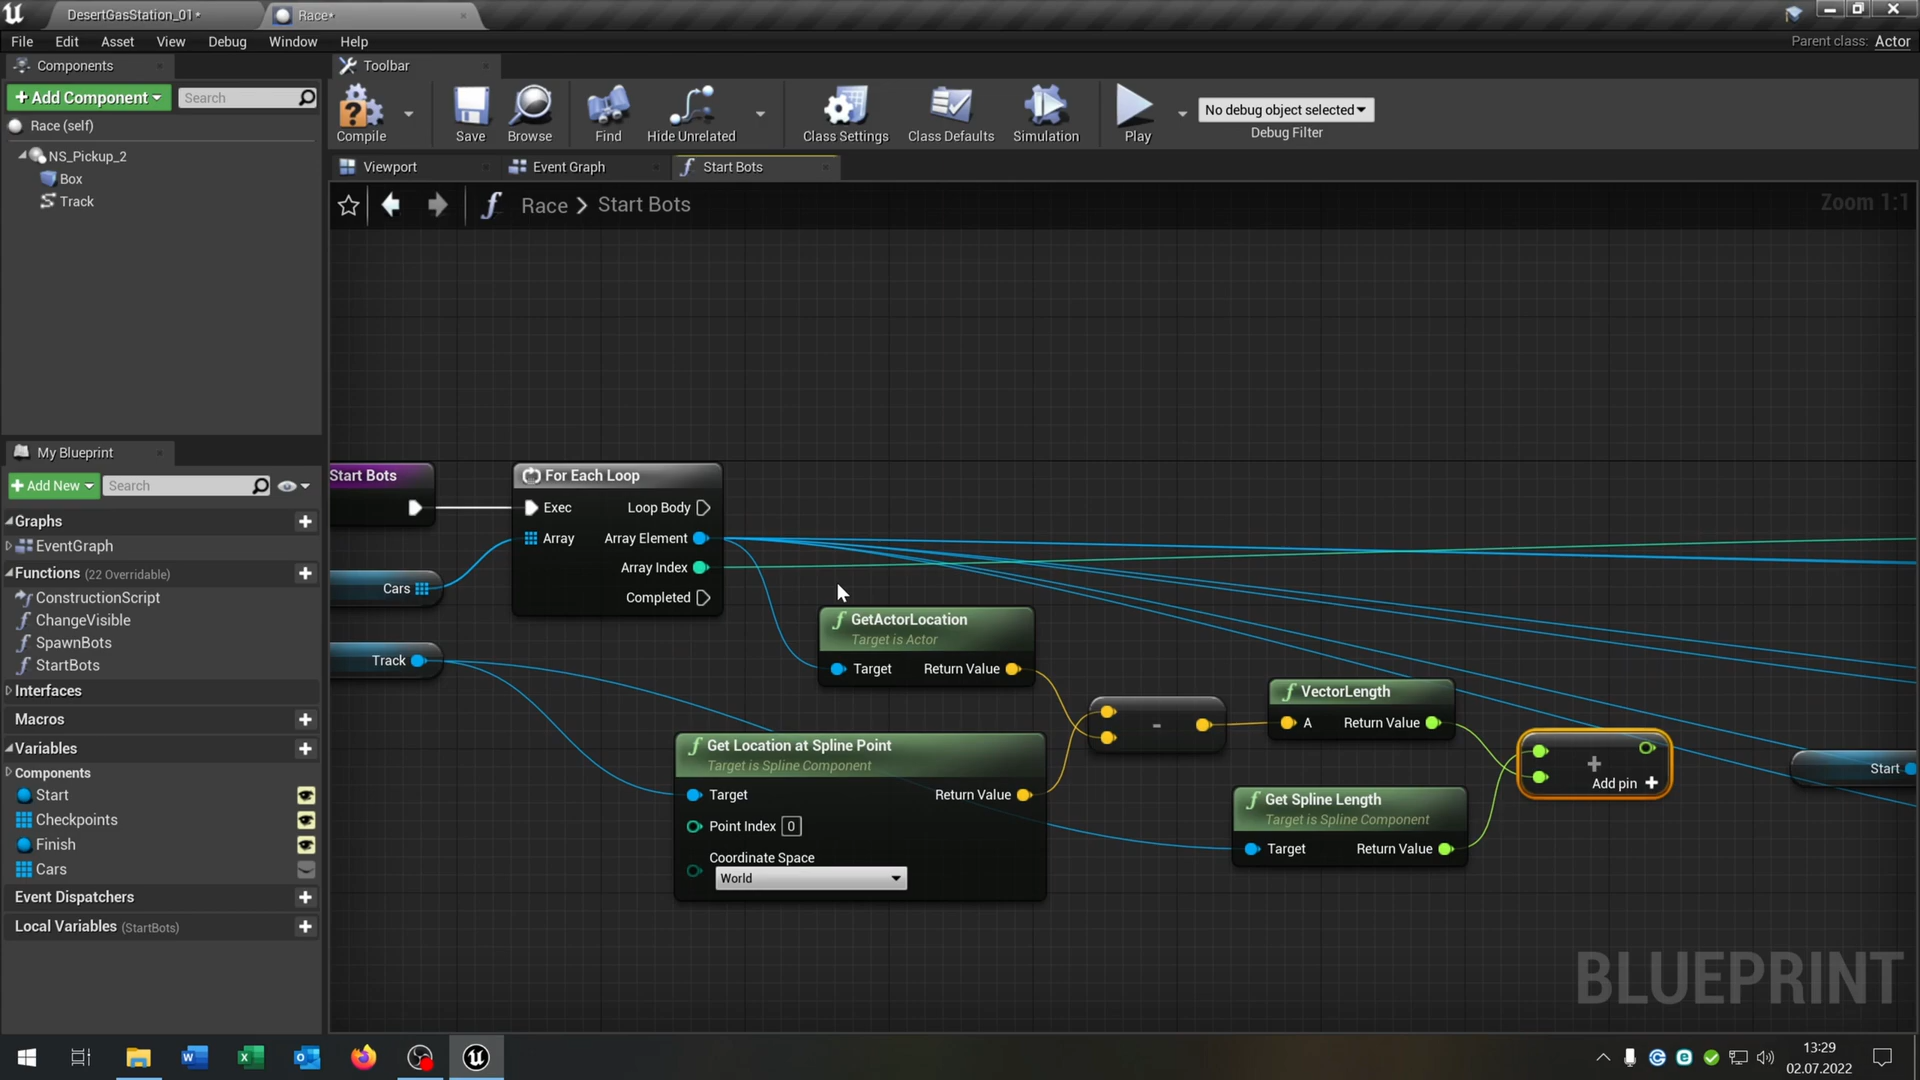 DesertGasStation_01*
Race*
File
Edit
Asset
View
Debug
Window
Help
Parent class: Actor
Components
Toolbar
Add Component
Search
Race (self)
NS_Pickup_2
Box
Track
Compile
Save
Browse
Find
Hide Unrelated
Class Settings
Class Defaults
Simulation
Play
No debug object selected
Debug Filter
Viewport
Event Graph
Start Bots
Race > Start Bots
Zoom 1:1
My Blueprint
Add New
Search
Graphs
EventGraph
Functions (22 Overridable)
ConstructionScript
ChangeVisible
SpawnBots
StartBots
Interfaces
Macros
Variables
Components
Start
Checkpoints
Finish
Cars
Event Dispatchers
Local Variables (StartBots)
Start Bots
Cars
Track
For Each Loop
Exec
Loop Body
Array
Array Element
Array Index
Completed
GetActorLocation
Target is Actor
Target
Return Value
Get Location at Spline Point
Target is Spline Component
Target
Return Value
Point Index 0
Coordinate Space
World
-
VectorLength
A
Return Value
Get Spline Length
Target is Spline Component
Target
Return Value
+
Add pin +
Start
BLUEPRINT
13:29
02.07.2022